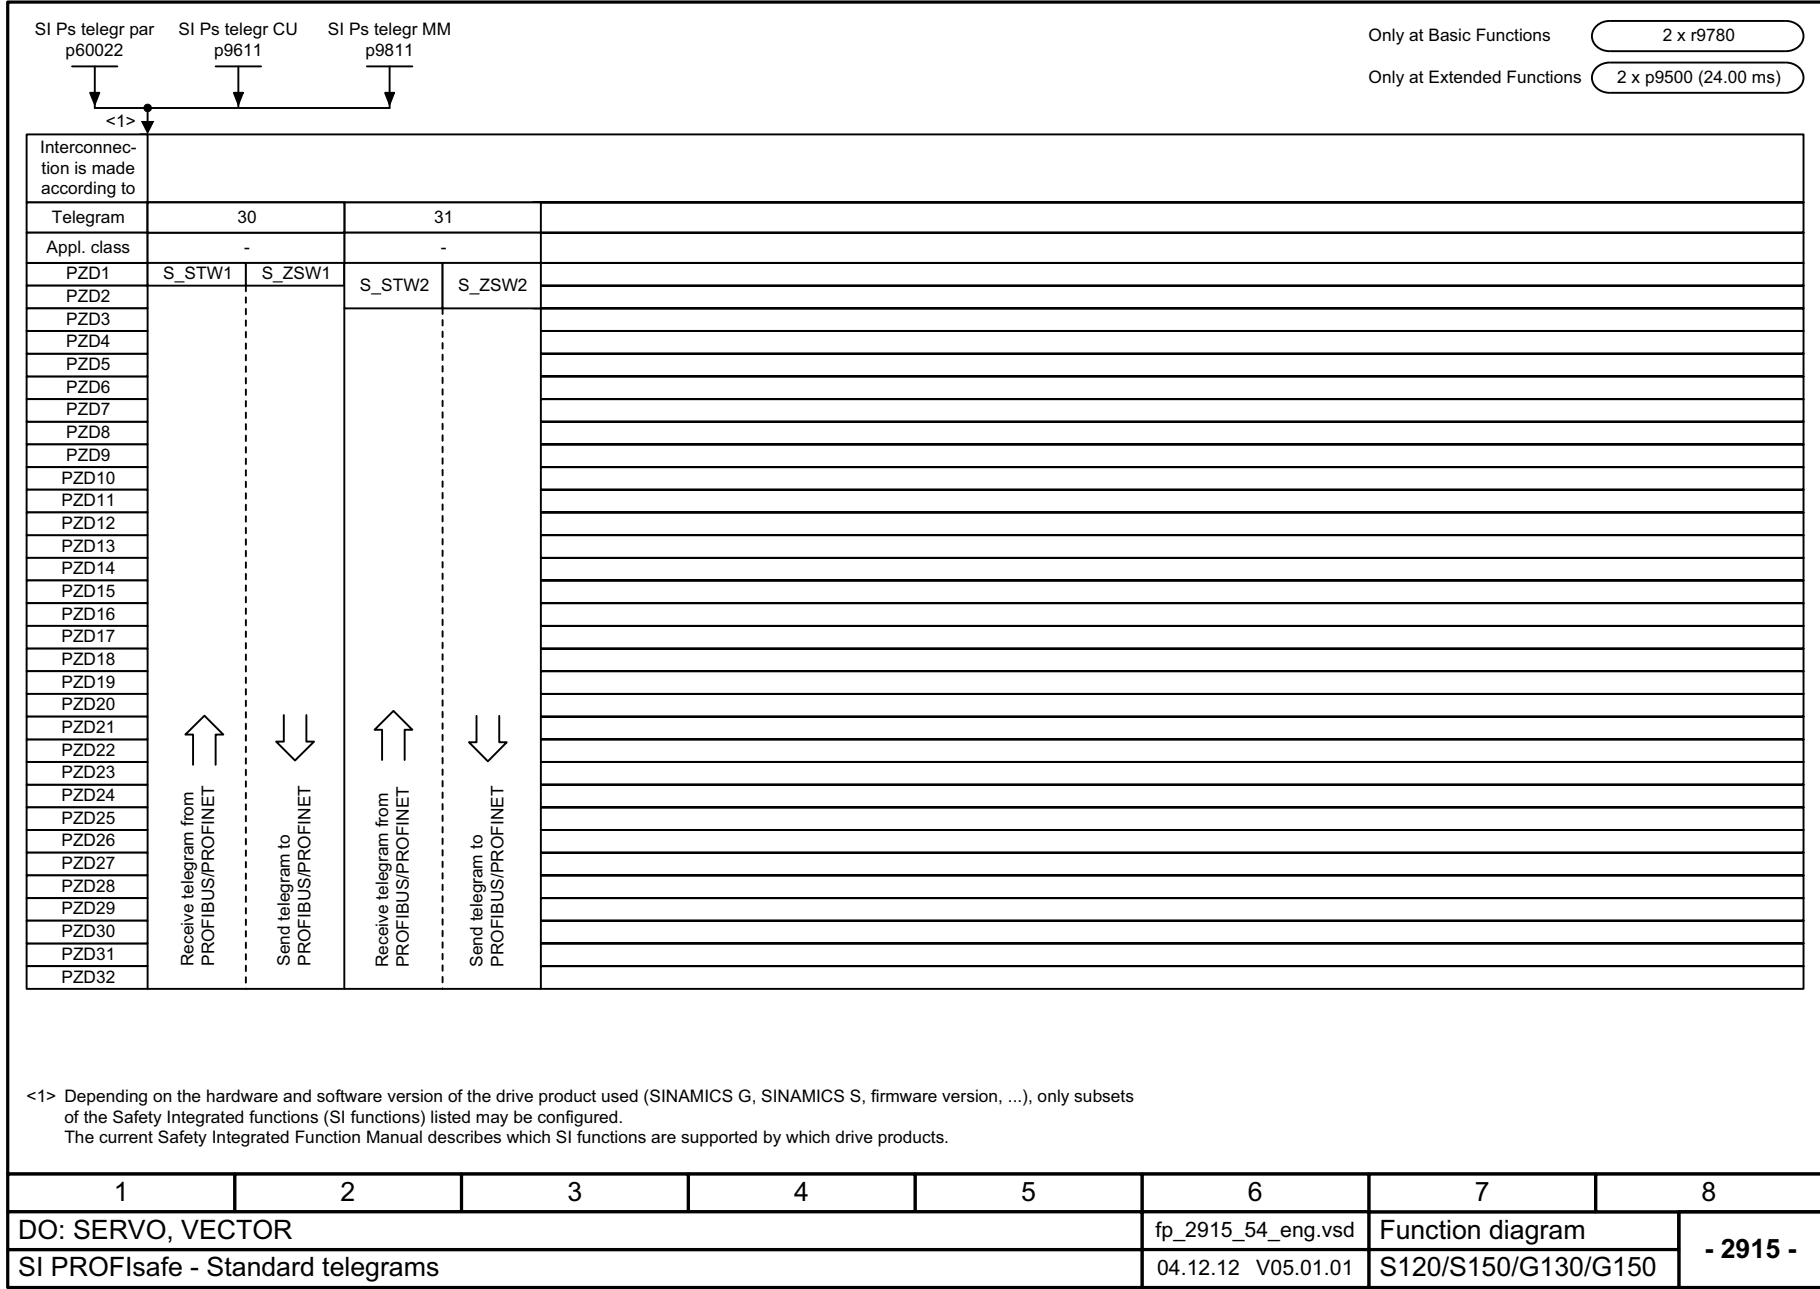 SI Ps telegr par SI Ps telegr CU SI Ps telegr MM
p60022 p9611 p9811
Only at Basic Functions 2 x r9780
Only at Extended Functions 2 x p9500 (24.00 ms)
<1>
Interconnec-
tion is made
according to
Telegram 30 31
Appl. class - -
PZD1 S_STW1 S_ZSW1 S_STW2 S_ZSW2
PZD2
PZD3
PZD4
PZD5
PZD6
PZD7
PZD8
PZD9
PZD10
PZD11
PZD12
PZD13
PZD14
PZD15
PZD16
PZD17
PZD18
PZD19
PZD20
PZD21
PZD22
PZD23
PZD24
PZD25
PZD26
PZD27
PZD28
PZD29
PZD30
PZD31
PZD32
Receive telegram from
PROFIBUS/PROFINET
Send telegram to
PROFIBUS/PROFINET
Receive telegram from
PROFIBUS/PROFINET
Send telegram to
PROFIBUS/PROFINET
<1> Depending on the hardware and software version of the drive product used (SINAMICS G, SINAMICS S, firmware version, ...), only subsets
of the Safety Integrated functions (SI functions) listed may be configured.
The current Safety Integrated Function Manual describes which SI functions are supported by which drive products.
1 2 3 4 5 6 7 8
DO: SERVO, VECTOR fp_2915_54_eng.vsd Function diagram - 2915 -
SI PROFIsafe - Standard telegrams 04.12.12 V05.01.01 S120/S150/G130/G150